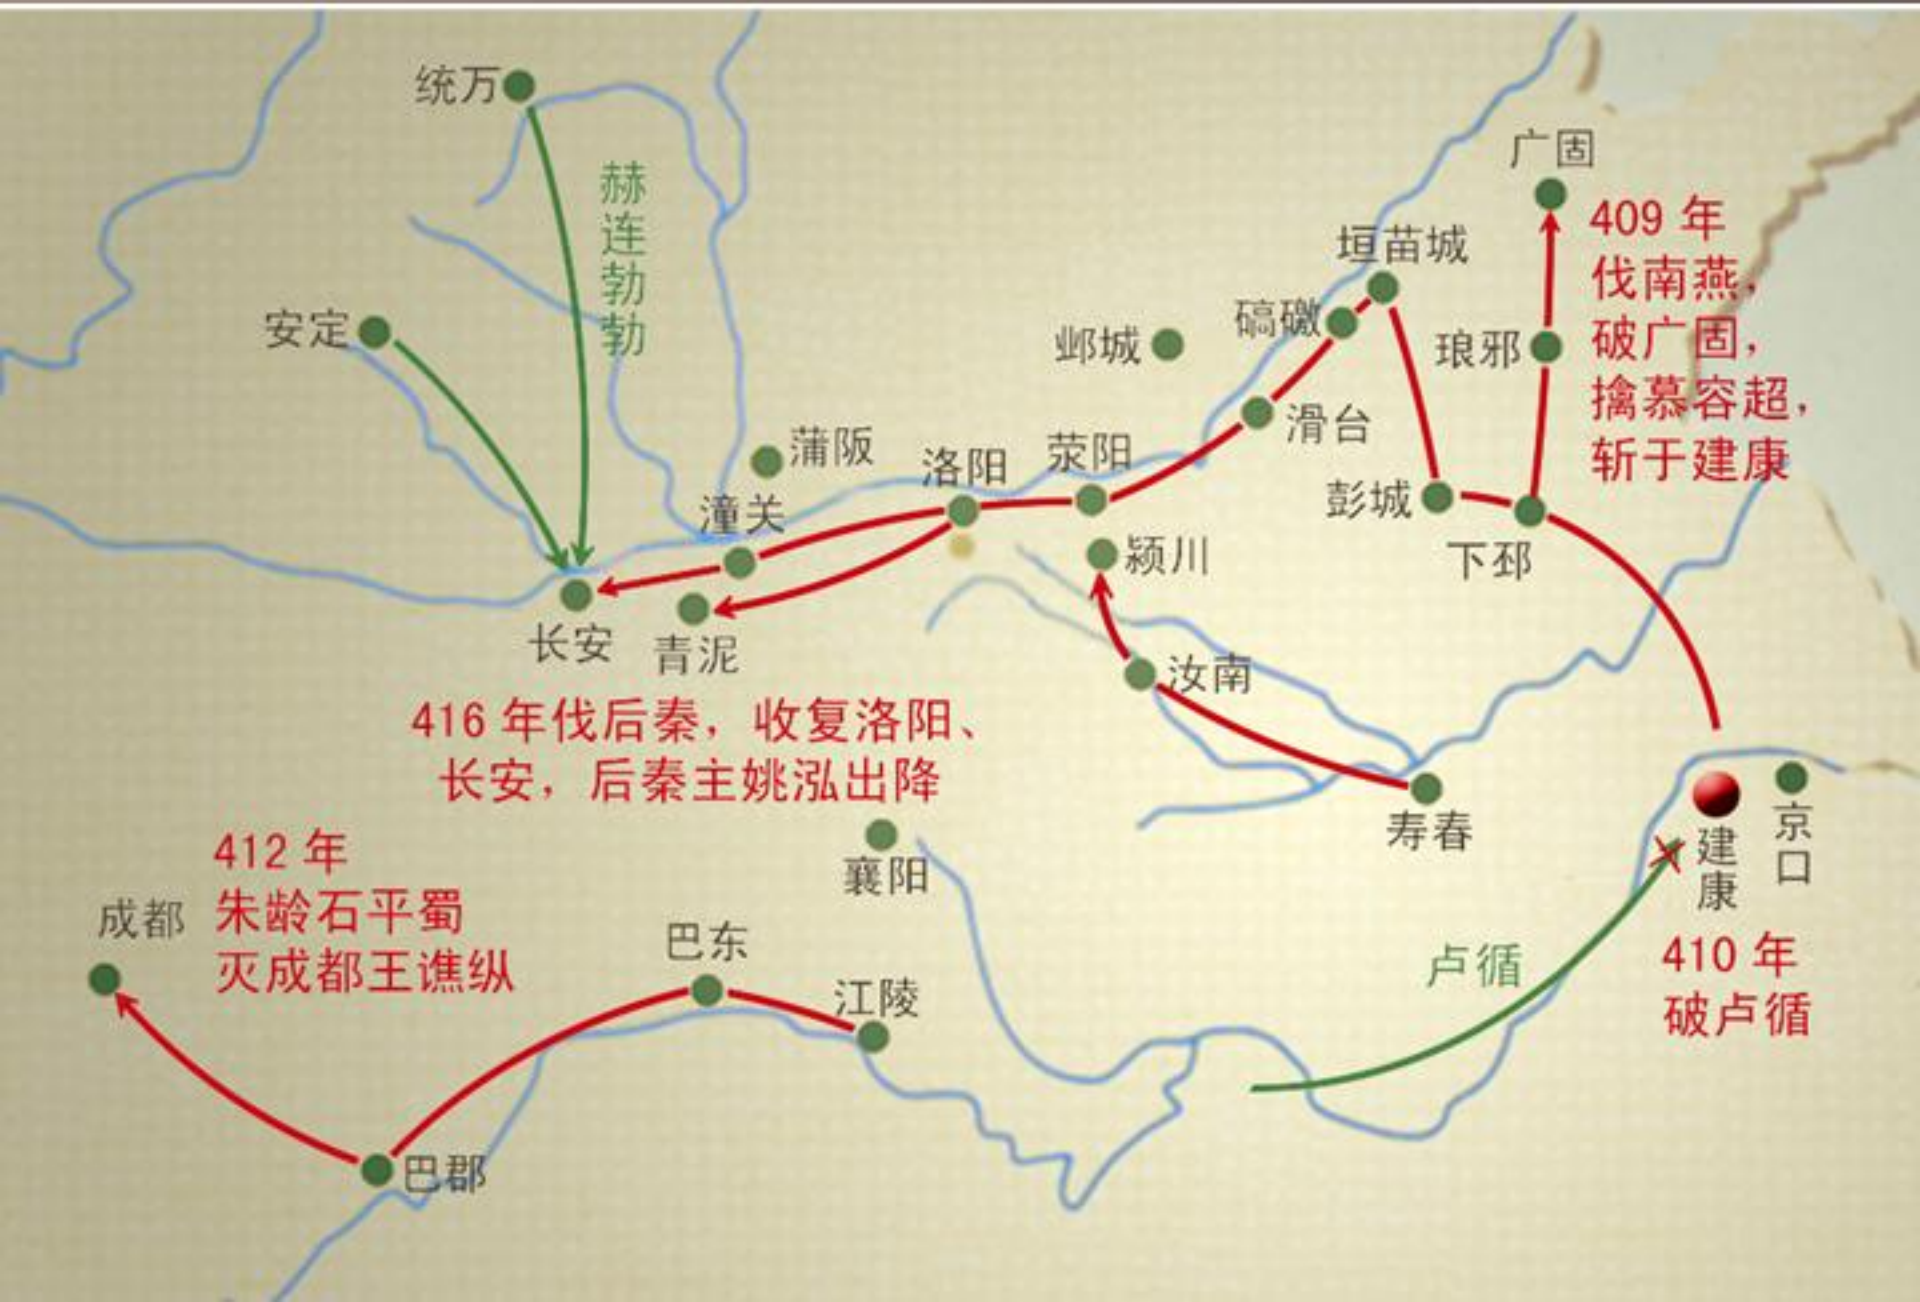 统万
赫连勃勃
广固
409 年
伐南燕，
破广固，
擒慕容超，
斩于建康
垣苗城
碻磝
安定
邺城
琅邪
滑台
蒲阪
洛阳
荥阳
彭城
潼关
下邳
颍川
长安
青泥
汝南
416 年伐后秦，收复洛阳、
长安，后秦主姚泓出降
寿春
京口
建康
412 年
朱龄石平蜀
灭成都王谯纵
襄阳
成都
巴东
江陵
卢循
410 年
破卢循
巴郡